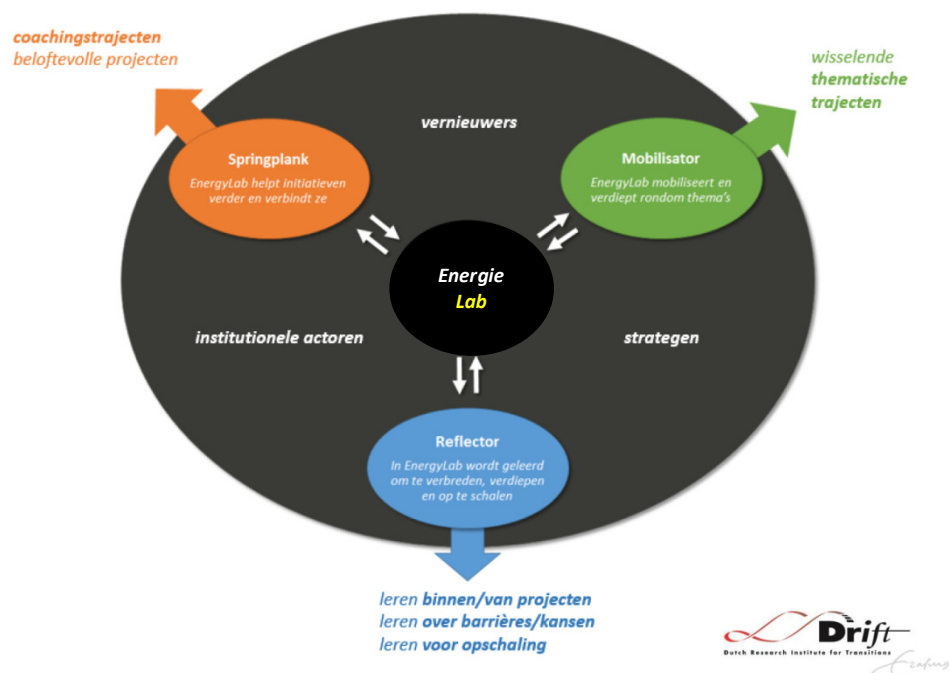 coachingstrajecten
beloftevolle projecten
wisselende
thematische
trajecten
vernieuwers
Springplank
EnergyLab helpt initiatieven
verder en verbindt ze
Mobilisator
EnergyLab mobiliseert en
verdiept rondom thema's
Energie
Lab
institutionele actoren
strategen
Reflector
In EnergyLab wordt geleerd
om te verbreden, verdiepen
en op te schalen
leren binnen/van projecten
leren over barrières/kansen
leren voor opschaling
Drift
Dutch Research Institute for Transitions
Erasmus